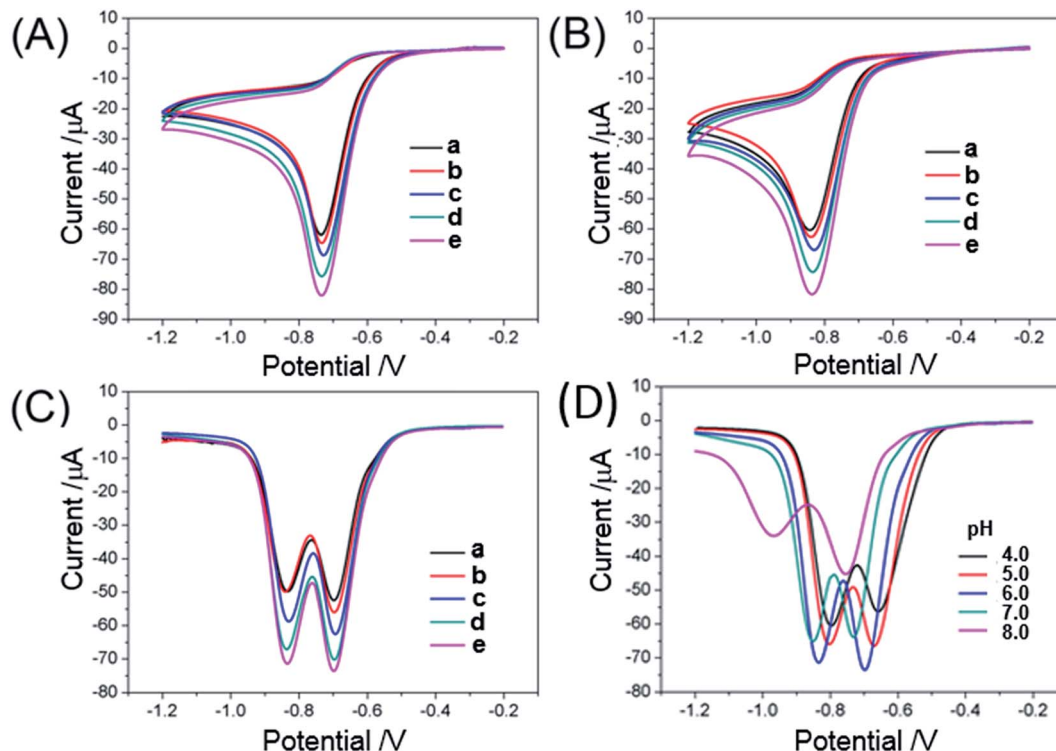 (A)
10
0
-10
-20
-30
-40
-50
-60
-70
-80
-90
Current /μA
a
b
c
d
e
-1.2 -1.0 -0.8 -0.6 -0.4 -0.2
Potential /V
(B)
10
0
-10
-20
-30
-40
-50
-60
-70
-80
-90
Current /μA
a
b
c
d
e
-1.2 -1.0 -0.8 -0.6 -0.4 -0.2
Potential /V
(C)
10
0
-10
-20
-30
-40
-50
-60
-70
-80
Current /μA
a
b
c
d
e
-1.2 -1.0 -0.8 -0.6 -0.4 -0.2
Potential /V
(D)
10
0
-10
-20
-30
-40
-50
-60
-70
-80
Current /μA
pH
4.0
5.0
6.0
7.0
8.0
-1.2 -1.0 -0.8 -0.6 -0.4 -0.2
Potential /V